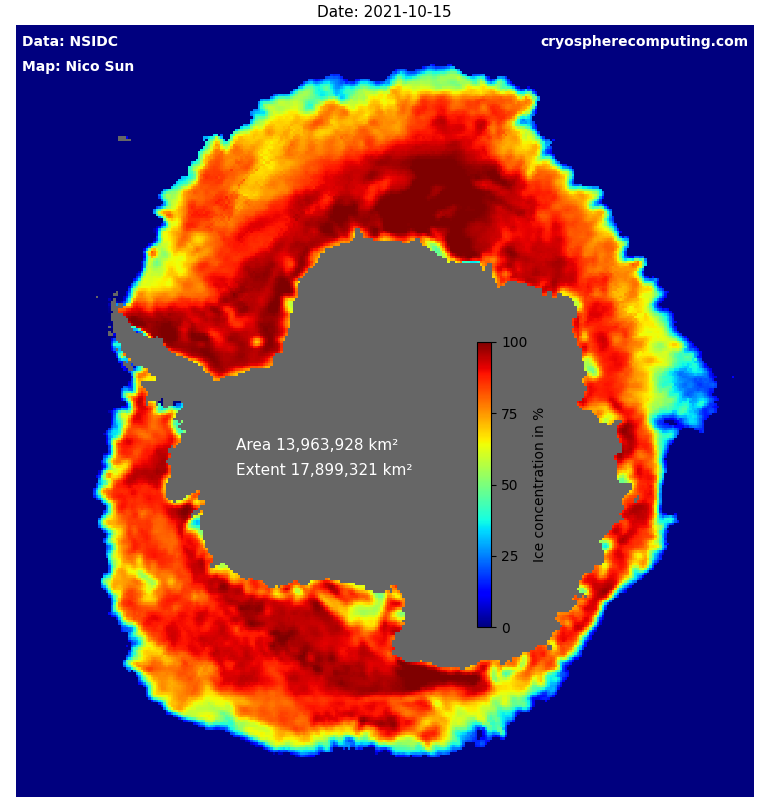 Date: 2021-10-15
Data: NSIDC
cryospherecomputing.com
Map: Nico Sun
100
75
50
25
0
Ice concentration in %
Area 13,963,928 km²
Extent 17,899,321 km²